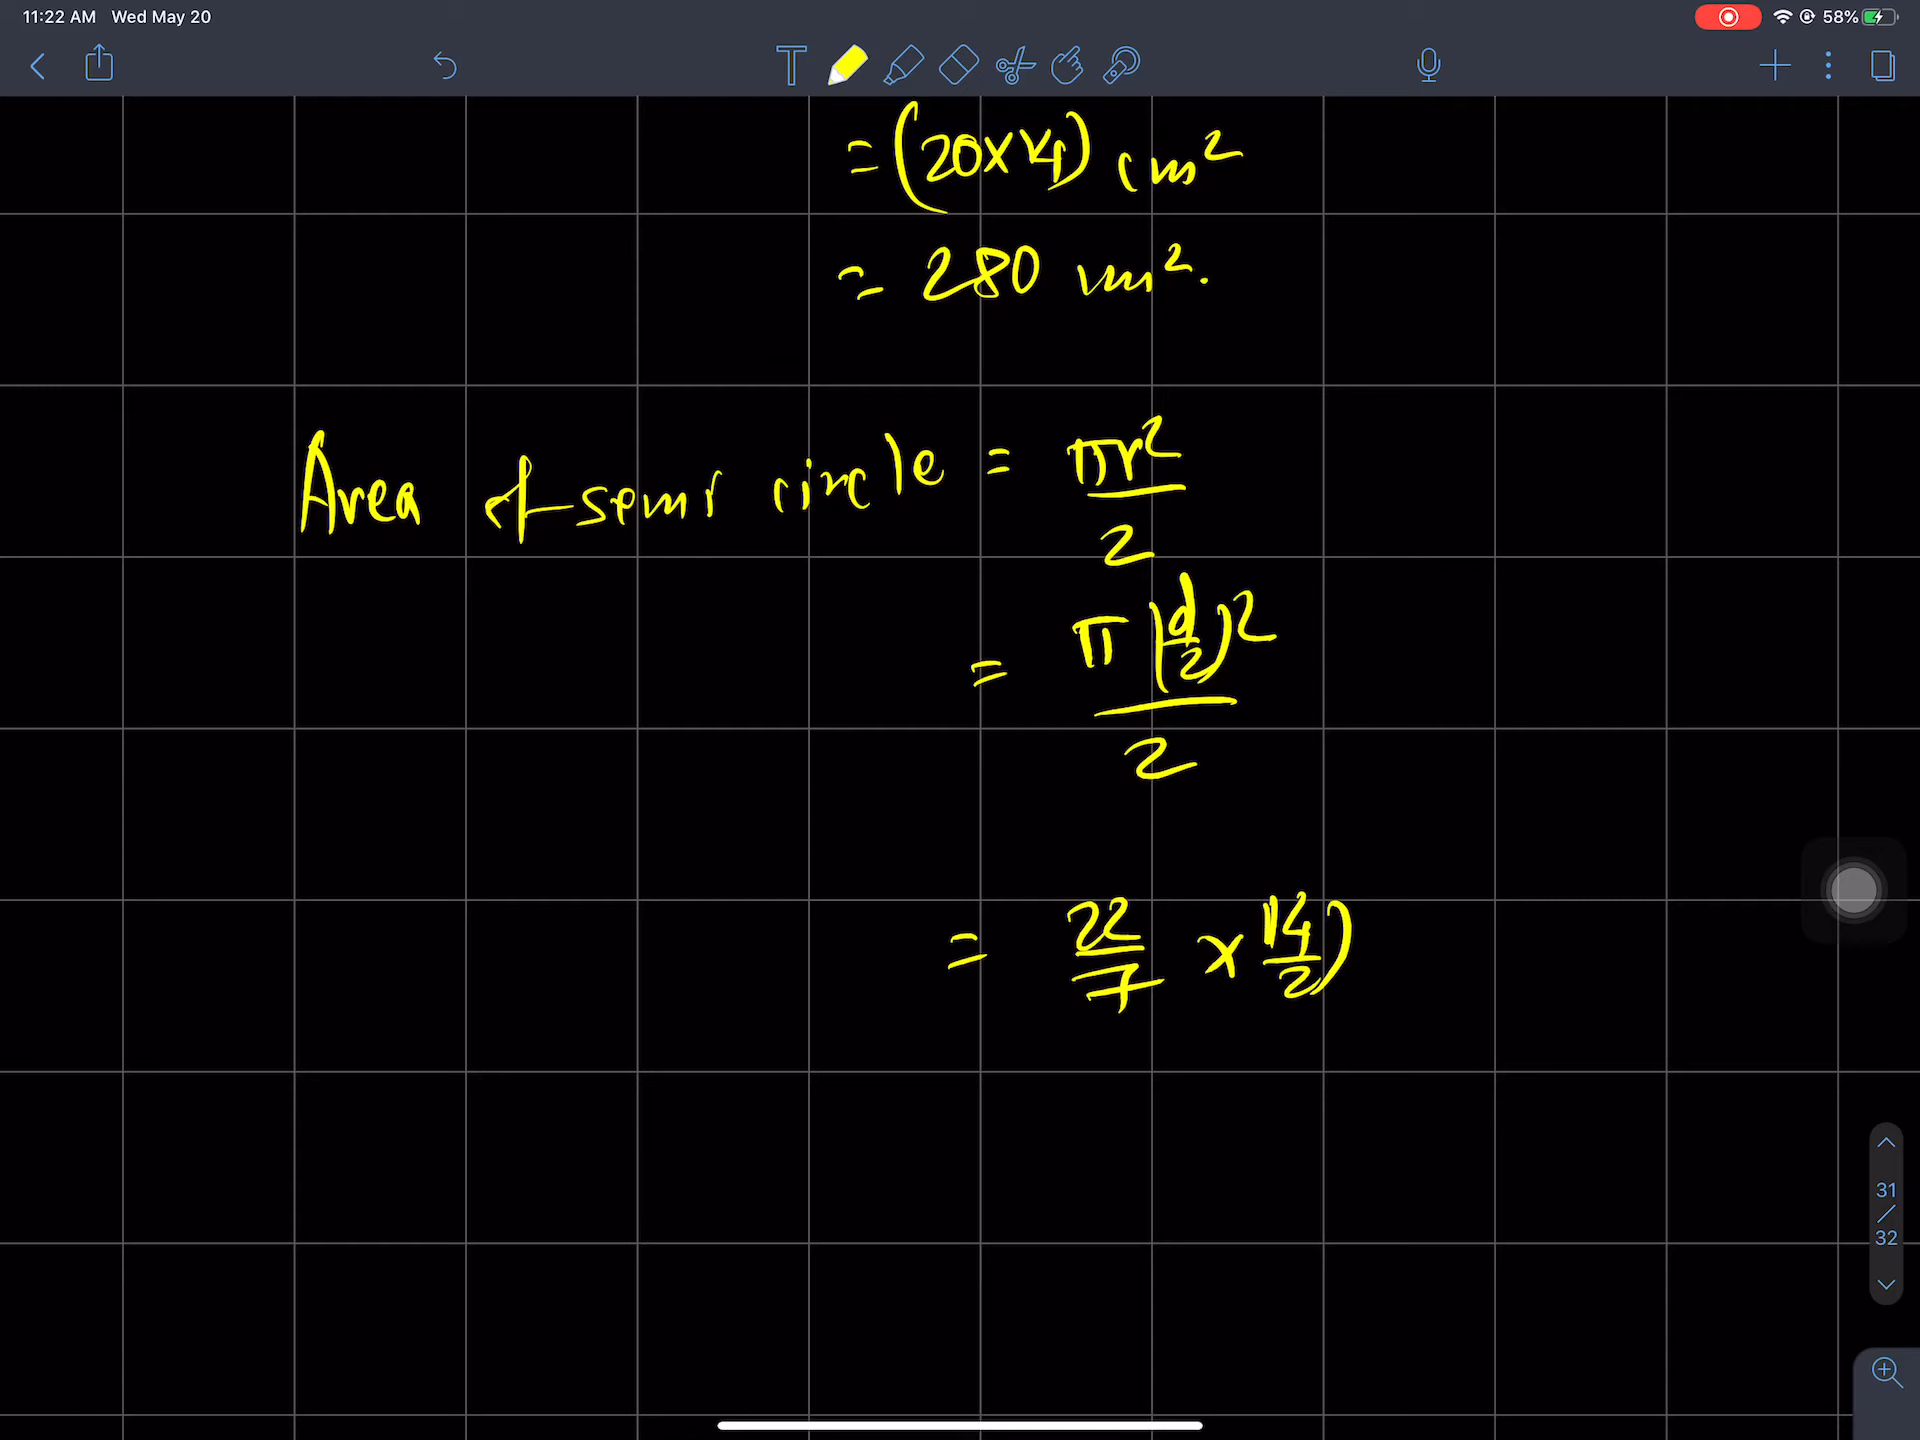 11:22 AM Wed May 20
58%
= (20×14) cm²
= 280 cm².
Area of semi circle = πr²/2
= π(d/2)²/2
= 22/7 × 14/2)
31
/
32